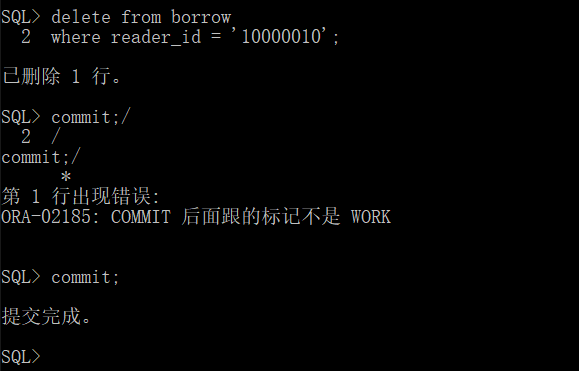 SQL> delete from borrow
  2  where reader_id = '10000010';
已删除 1 行。
SQL> commit;/
  2  /
commit;/
      *
第 1 行出现错误:
ORA-02185: COMMIT 后面跟的标记不是 WORK
SQL> commit;
提交完成。
SQL>